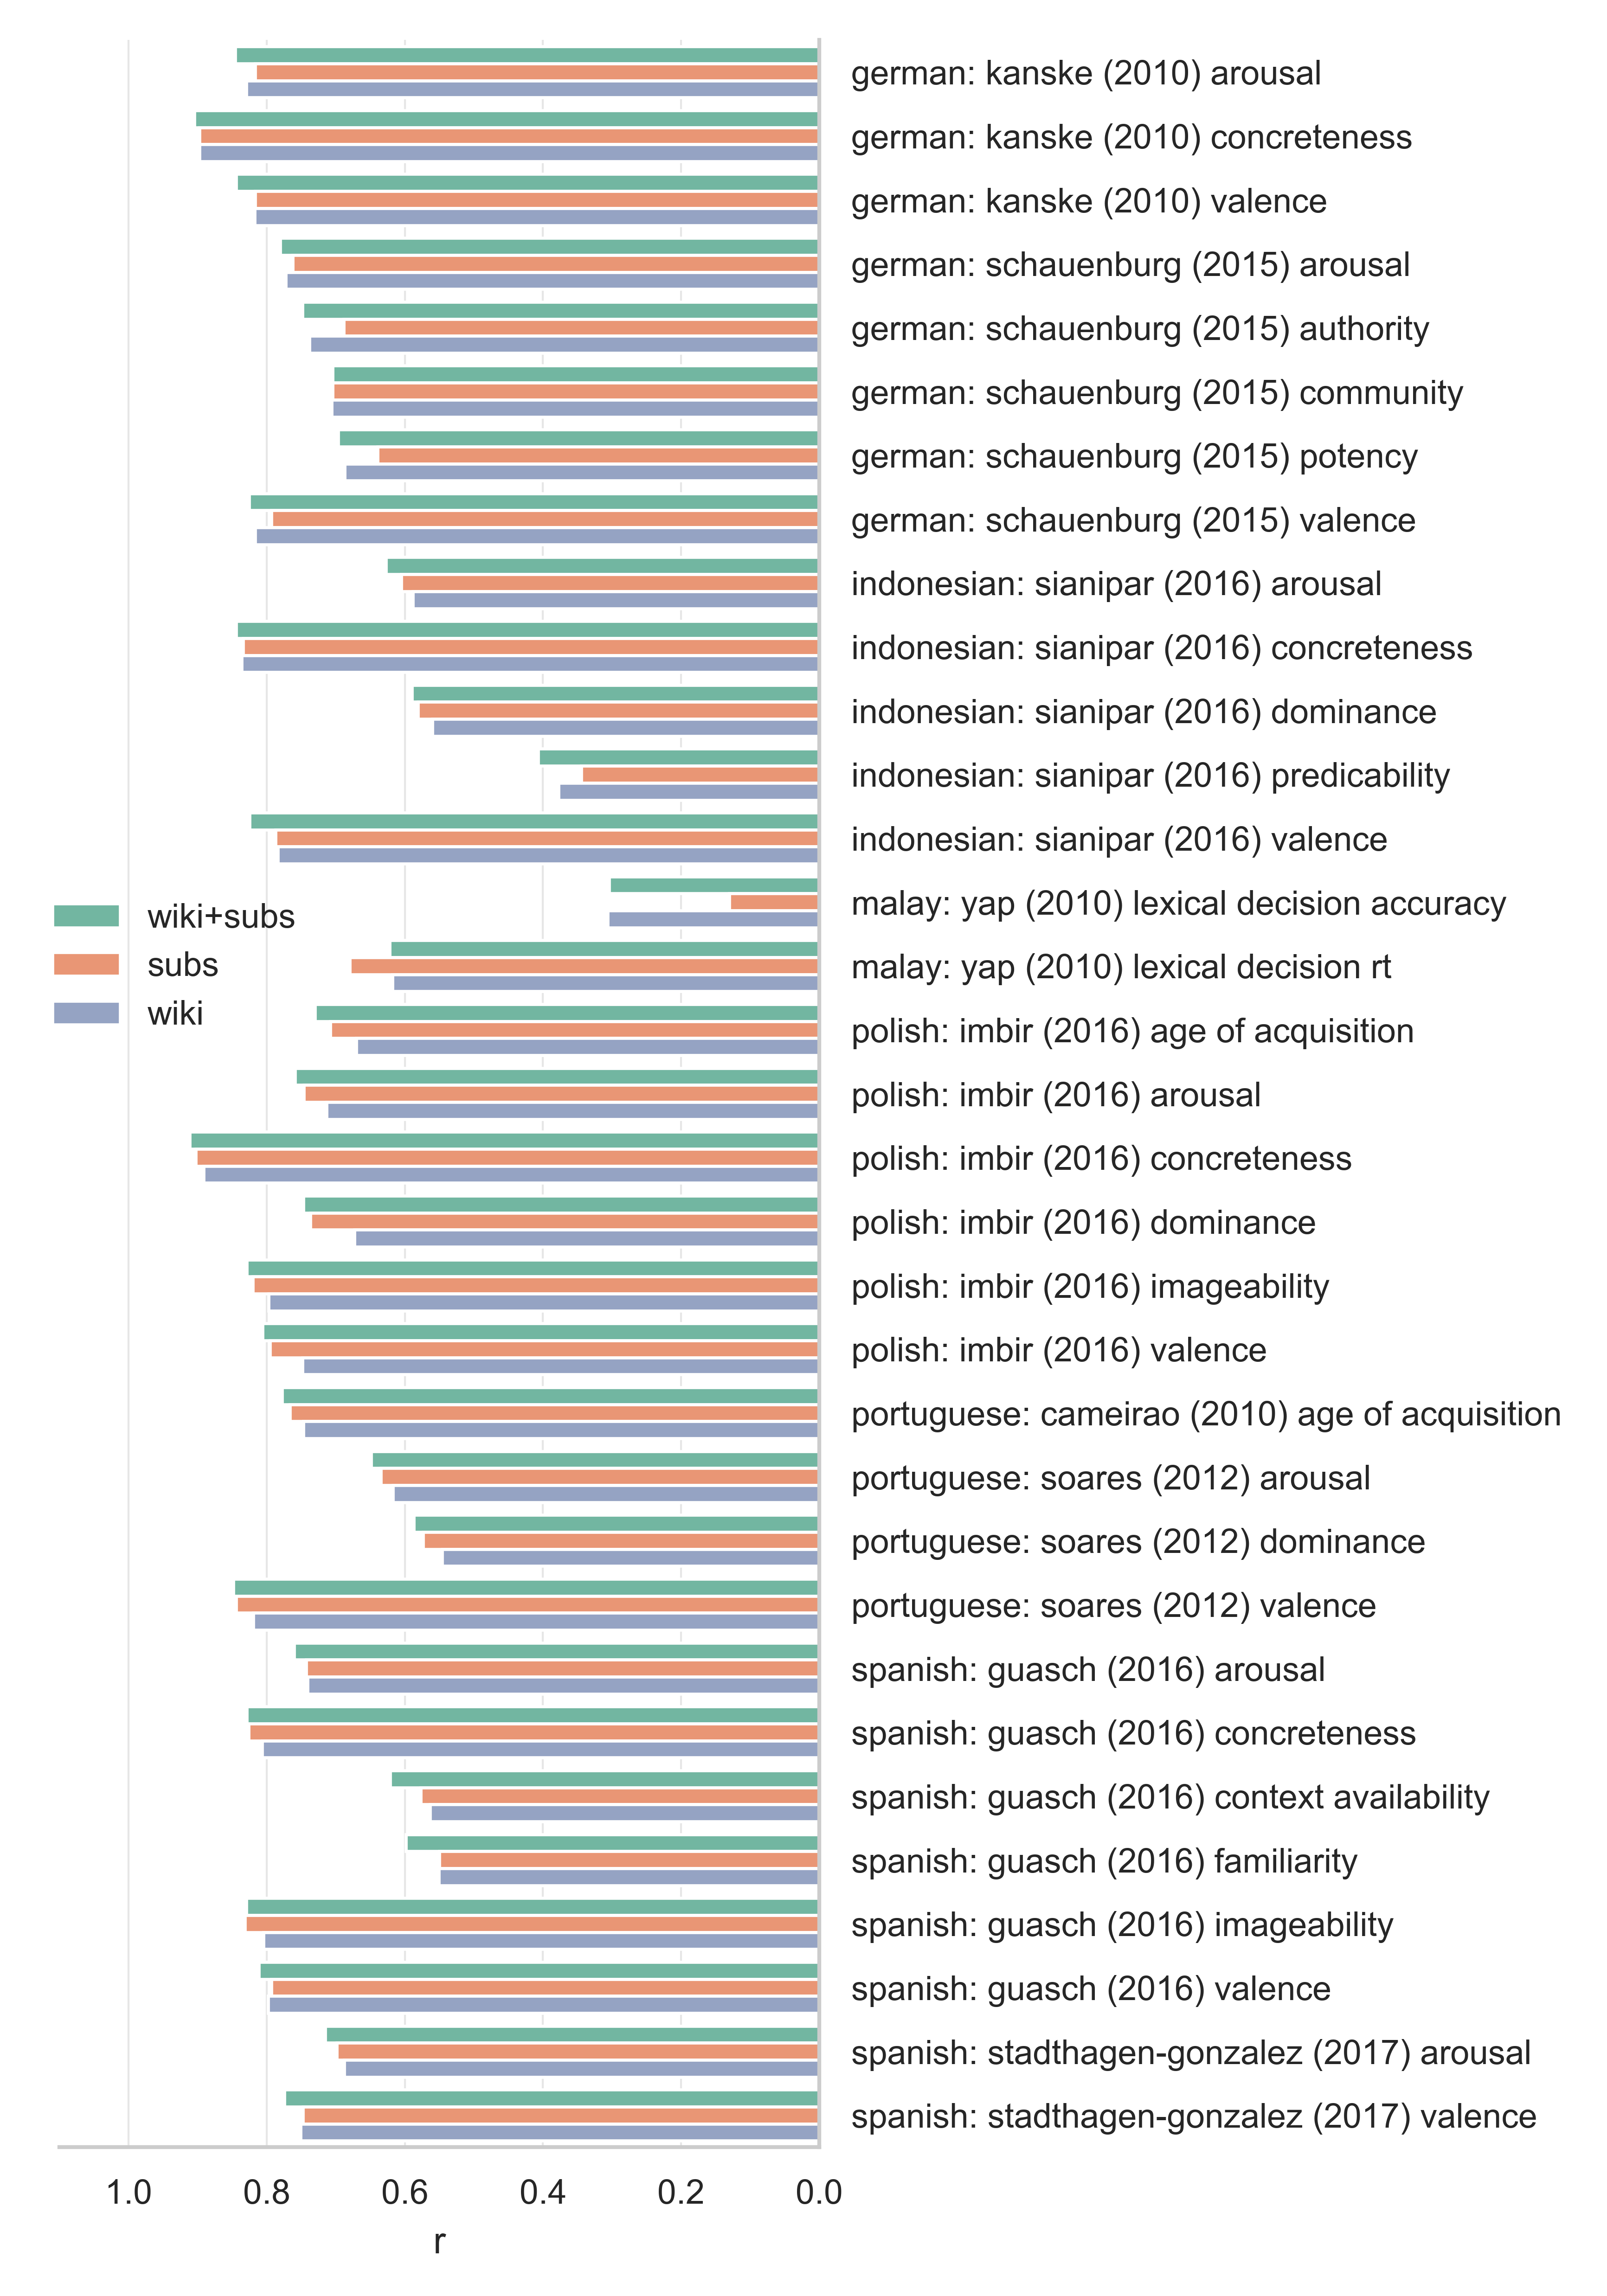 german: kanske (2010) arousal
german: kanske (2010) concreteness
german: kanske (2010) valence
german: schauenburg (2015) arousal
german: schauenburg (2015) authority
german: schauenburg (2015) community
german: schauenburg (2015) potency
german: schauenburg (2015) valence
indonesian: sianipar (2016) arousal
indonesian: sianipar (2016) concreteness
indonesian: sianipar (2016) dominance
indonesian: sianipar (2016) predicability
indonesian: sianipar (2016) valence
malay: yap (2010) lexical decision accuracy
malay: yap (2010) lexical decision rt
polish: imbir (2016) age of acquisition
polish: imbir (2016) arousal
polish: imbir (2016) concreteness
polish: imbir (2016) dominance
polish: imbir (2016) imageability
polish: imbir (2016) valence
portuguese: cameirao (2010) age of acquisition
portuguese: soares (2012) arousal
portuguese: soares (2012) dominance
portuguese: soares (2012) valence
spanish: guasch (2016) arousal
spanish: guasch (2016) concreteness
spanish: guasch (2016) context availability
spanish: guasch (2016) familiarity
spanish: guasch (2016) imageability
spanish: guasch (2016) valence
spanish: stadthagen-gonzalez (2017) arousal
spanish: stadthagen-gonzalez (2017) valence
wiki+subs
subs
wiki
1.0 0.8 0.6 0.4 0.2 0.0
r